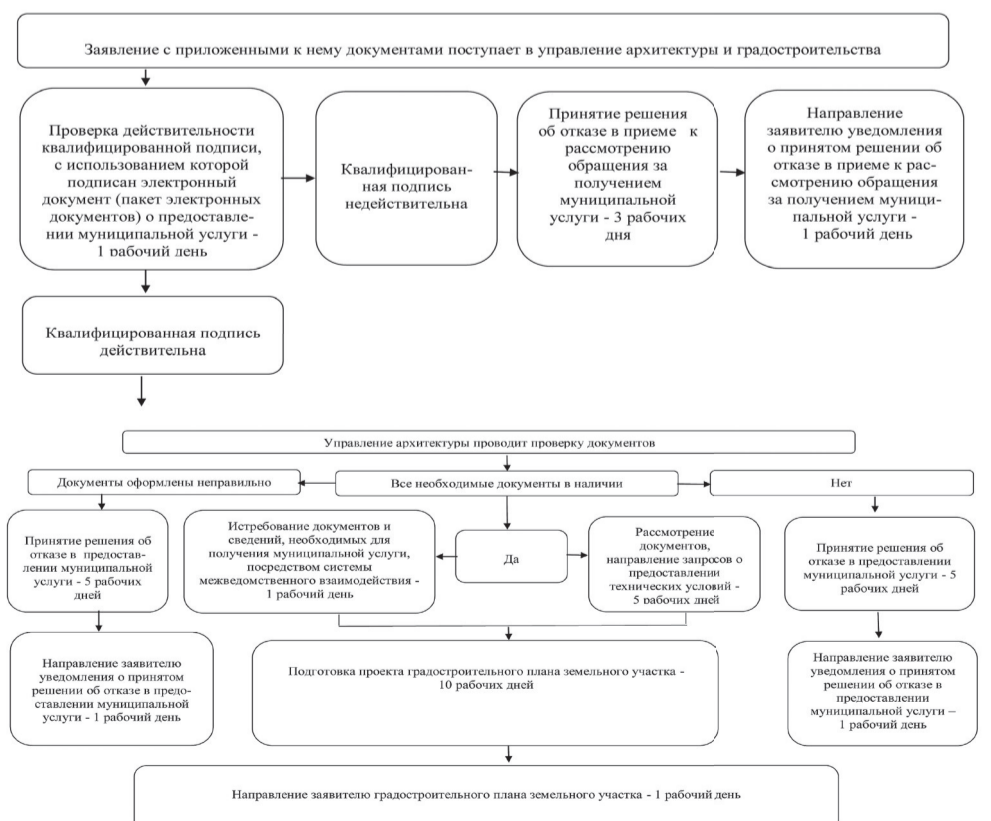 Заявление с приложенными к нему документами поступает в управление архитектуры и градостроительства
Проверка действительности
квалифицированной подписи,
с использованием которой
подписан электронный
документ (пакет электронных
документов) о предоставле-
нии муниципальной услуги -
1 рабочий день
Квалифицирован-
ная подпись
недействительна
Принятие решения
об отказе в приеме к
рассмотрению
обращения за
получением
муниципальной
услуги - 3 рабочих
дня
Направление
заявителю уведомления
о принятом решении об
отказе в приеме к рас-
смотрению обращения
за получением муници-
пальной услуги -
1 рабочий день
Квалифицированная подпись
действительна
Управление архитектуры проводит проверку документов
Документы оформлены неправильно
Все необходимые документы в наличии
Нет
Принятие решения об
отказе в предостав-
лении муниципальной
услуги - 5 рабочих
дней
Истребование документов и
сведений, необходимых для
получения муниципальной услуги,
посредством системы
межведомственного взаимодействия -
1 рабочий день
Да
Рассмотрение
документов,
направление запросов о
предоставлении
технических условий -
5 рабочих дней
Принятие решения об
отказе в предоставлении
муниципальной услуги - 5
рабочих дней
Направление заявителю
уведомления о принятом
решении об отказе в предо-
ставлении муниципальной
услуги - 1 рабочий день
Подготовка проекта градостроительного плана земельного участка -
10 рабочих дней
Направление заявителю
уведомления о принятом
решении об отказе в
предоставлении
муниципальной услуги –
1 рабочий день
Направление заявителю градостроительного плана земельного участка - 1 рабочий день